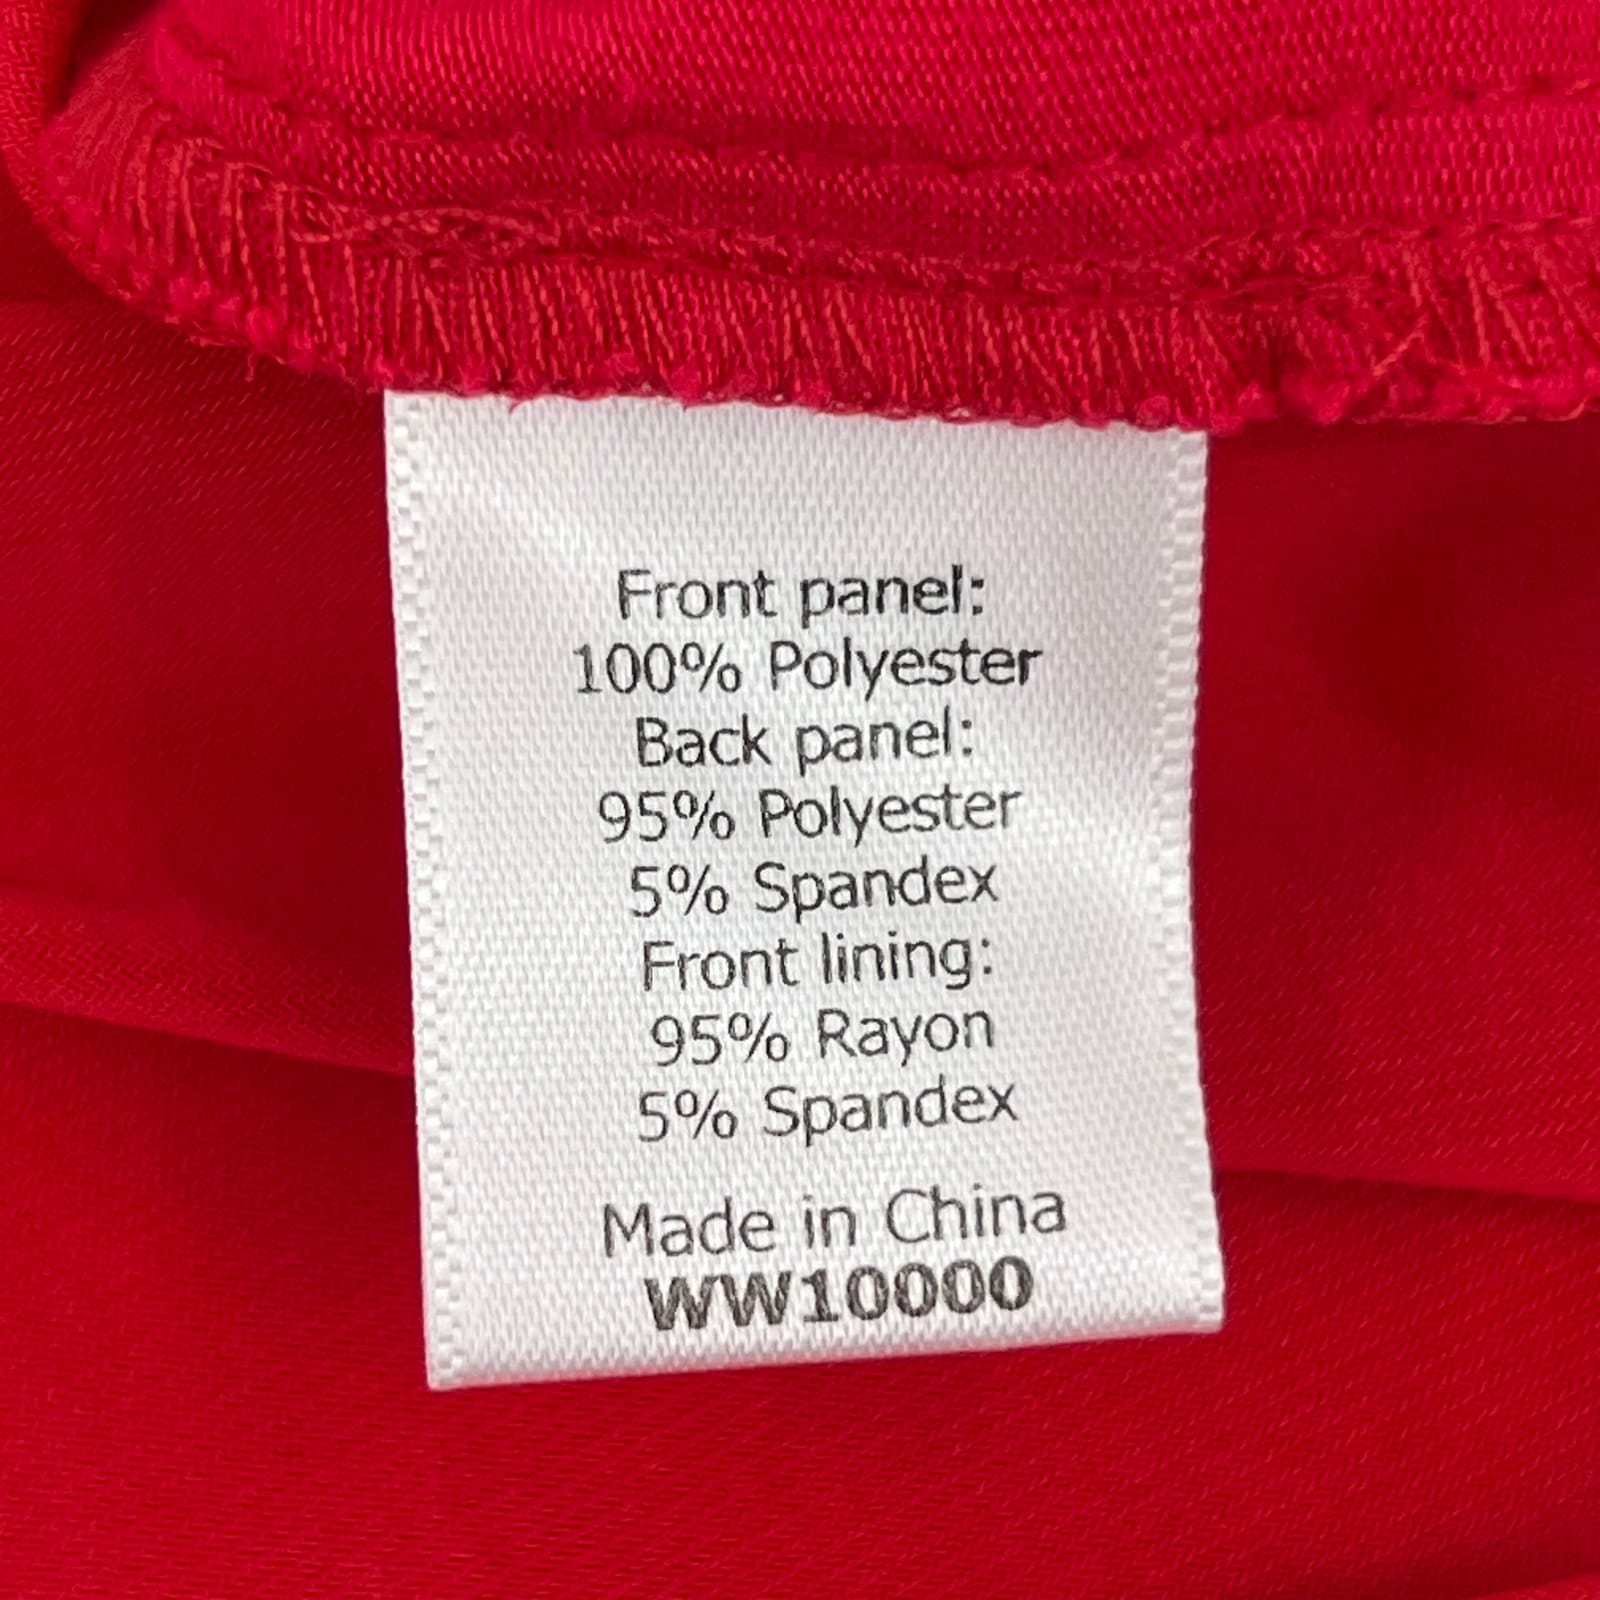 Front panel:
100% Polyester
Back panel:
95% Polyester
5% Spandex
Front lining:
95% Rayon
5% Spandex
Made in China
WW10000